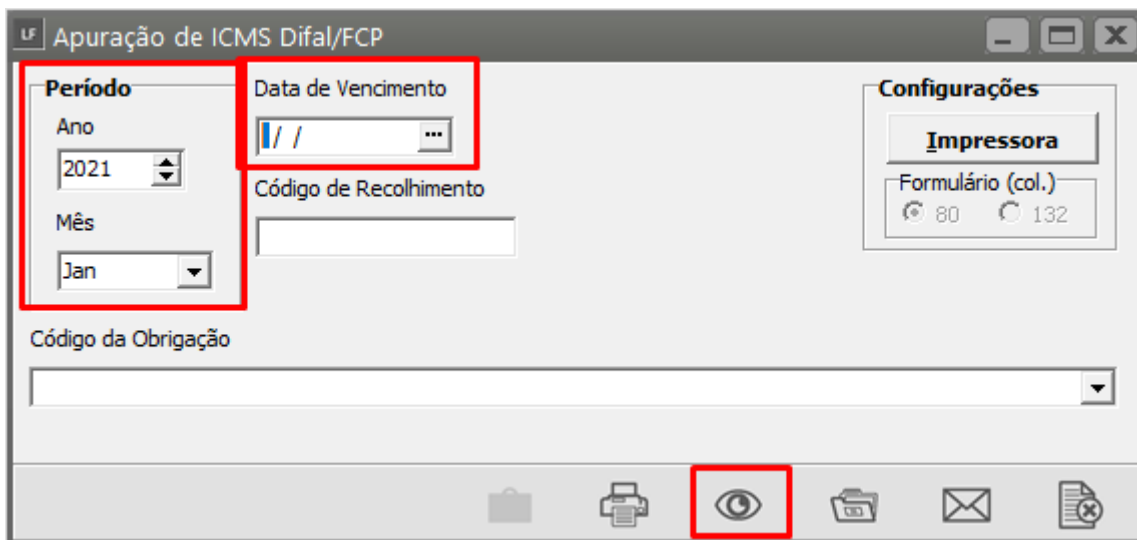 LF Apuração de ICMS Difal/FCP
Período
Ano
2021
Mês
Jan
Data de Vencimento
/ /
...
Código de Recolhimento
Configurações
Impressora
Formulário (col.)
80 132
Código da Obrigação